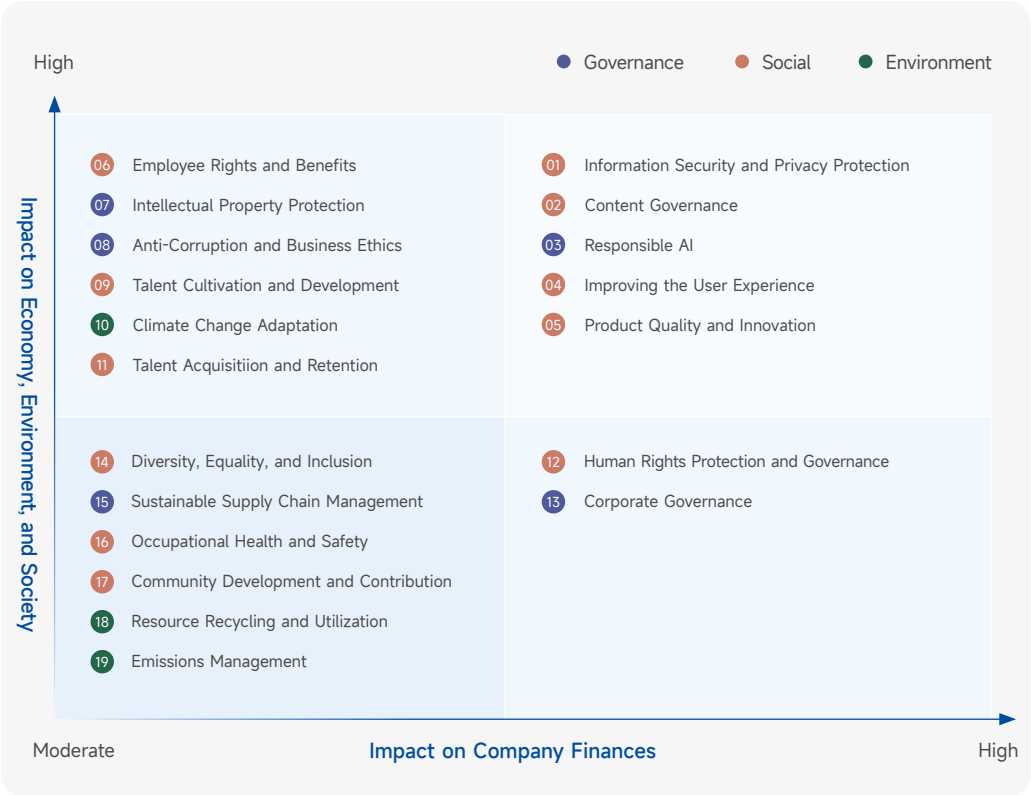 High
Governance
Social
Environment
Impact on Economy, Environment, and Society
06 Employee Rights and Benefits
07 Intellectual Property Protection
08 Anti-Corruption and Business Ethics
09 Talent Cultivation and Development
10 Climate Change Adaptation
11 Talent Acquisitiion and Retention
01 Information Security and Privacy Protection
02 Content Governance
03 Responsible AI
04 Improving the User Experience
05 Product Quality and Innovation
14 Diversity, Equality, and Inclusion
15 Sustainable Supply Chain Management
16 Occupational Health and Safety
17 Community Development and Contribution
18 Resource Recycling and Utilization
19 Emissions Management
12 Human Rights Protection and Governance
13 Corporate Governance
Moderate
Impact on Company Finances
High